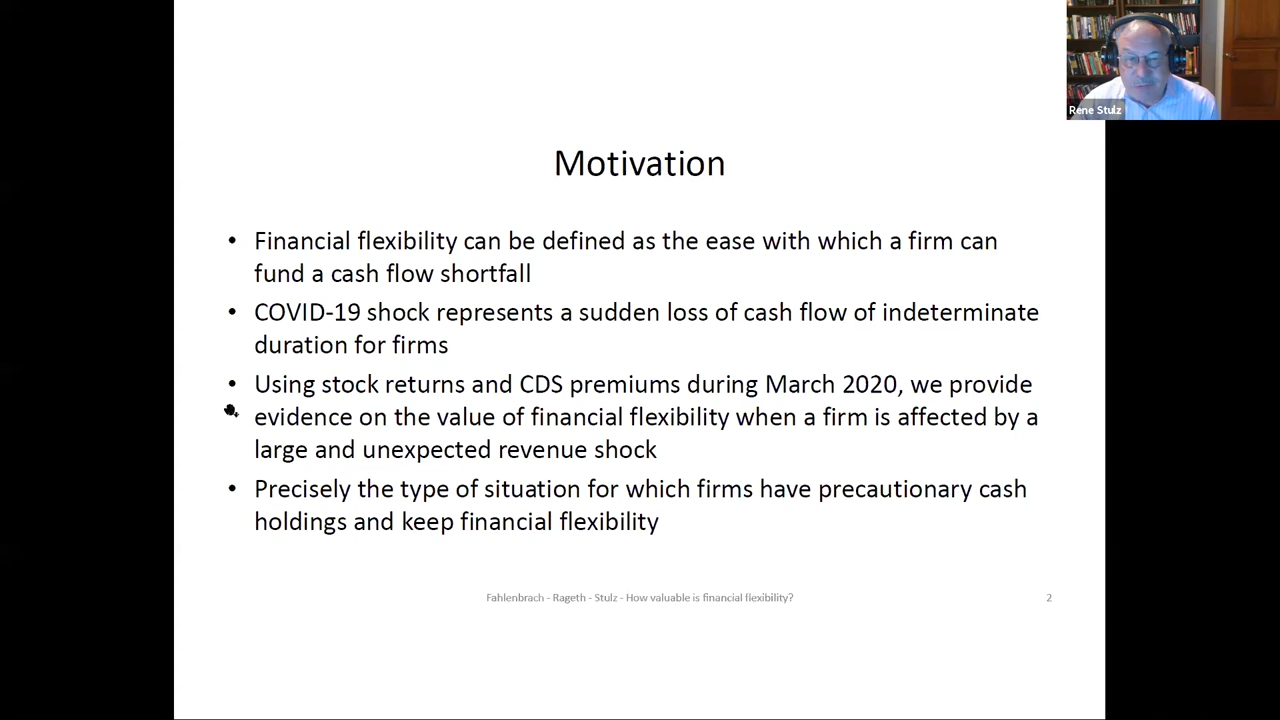 Rene Stulz
Motivation
• Financial flexibility can be defined as the ease with which a firm can
fund a cash flow shortfall
• COVID-19 shock represents a sudden loss of cash flow of indeterminate
duration for firms
• Using stock returns and CDS premiums during March 2020, we provide
evidence on the value of financial flexibility when a firm is affected by a
large and unexpected revenue shock
• Precisely the type of situation for which firms have precautionary cash
holdings and keep financial flexibility
Fahlenbrach - Rageth - Stulz - How valuable is financial flexibility?
2